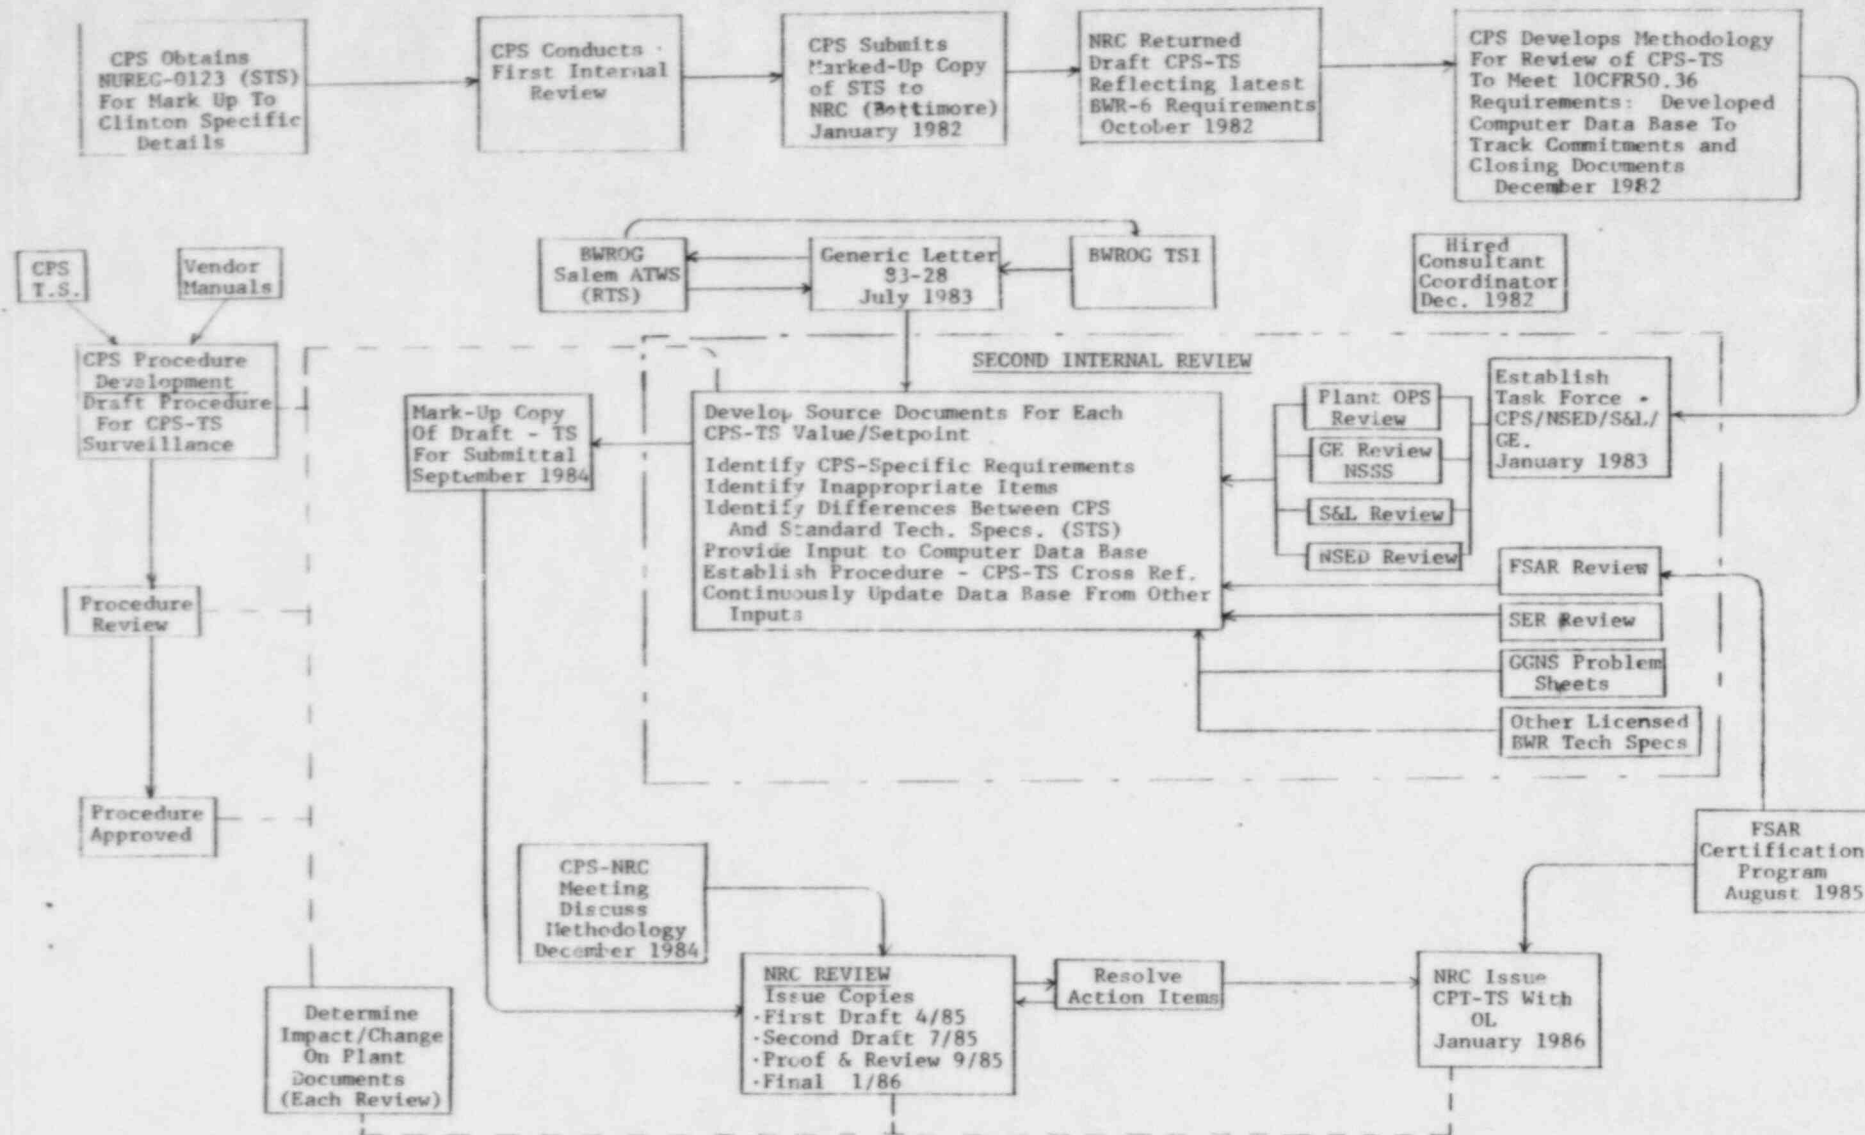 CPS Obtains
NUREG-0123 (STS)
For Mark Up To
Clinton Specific
Details
CPS Conducts
First Internal
Review
CPS Submits
Marked-Up Copy
of STS to
NRC (Bottimore)
January 1982
NRC Returned
Draft CPS-TS
Reflecting latest
BWR-6 Requirements
October 1982
CPS Develops Methodology
For Review of CPS-TS
To Meet 10CFR50.36
Requirements: Developed
Computer Data Base To
Track Commitments and
Closing Documents
December 1982
CPS
T.S.
Vendor
Manuals
BWROG
Salem ATWS
(RTS)
Generic Letter
83-28
July 1983
BWROG TSI
Hired
Consultant
Coordinator
Dec. 1982
CPS Procedure
Development
Draft Procedure
For CPS-TS
Surveillance
Mark-Up Copy
Of Draft - TS
For Submittal
September 1984
SECOND INTERNAL REVIEW
Develop Source Documents For Each
CPS-TS Value/Setpoint
Identify CPS-Specific Requirements
Identify Inappropriate Items
Identify Differences Between CPS
And Standard Tech. Specs. (STS)
Provide Input to Computer Data Base
Establish Procedure - CPS-TS Cross Ref.
Continuously Update Data Base From Other
Inputs
Plant OPS
Review
GE Review
NSSS
S&L Review
NSED Review
Establish
Task Force -
CPS/NSED/S&L/
GE.
January 1983
FSAR Review
SER Review
GGNS Problem
Sheets
Other Licensed
BWR Tech Specs
Procedure
Review
Procedure
Approved
FSAR
Certification
Program
August 1985
CPS-NRC
Meeting
Discuss
Methodology
December 1984
Determine
Impact/Change
On Plant
Documents
(Each Review)
NRC REVIEW
Issue Copies
·First Draft 4/85
·Second Draft 7/85
·Proof & Review 9/85
·Final 1/86
Resolve
Action Items
NRC Issue
CPT-TS With
OL
January 1986